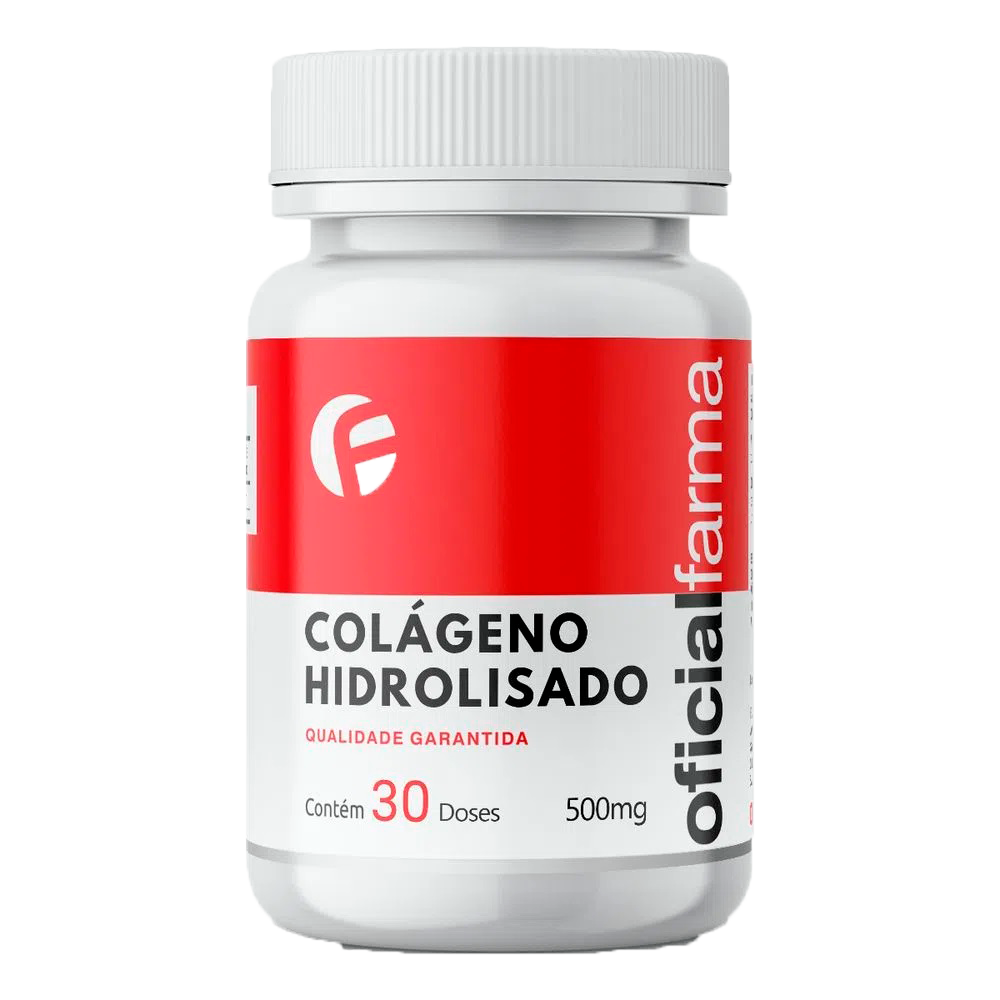 COLÁGENO
HIDROLISADO
QUALIDADE GARANTIDA
Contém 30 Doses 500mg
oficialfarma